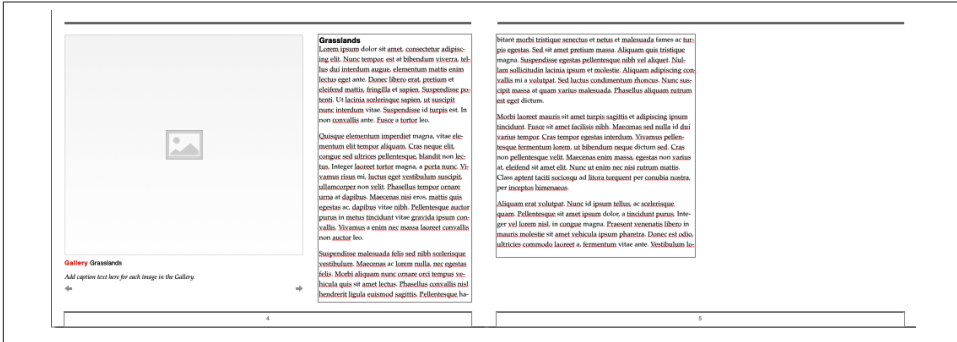 Grasslands
Lorem ipsum dolor sit amet, consectetur adipisc-
ing elit. Nunc tempor, est at bibendum viverra, tel-
lus dui interdum augue, elementum mattis enim
lectus eget ante. Donec libero erat, pretium et
eleifend mattis, fringilla et sapien. Suspendisse po-
tenti. Ut lacinia scelerisque sapien, ut suscipit
nunc interdum vitae. Suspendisse id turpis est. In
non convallis ante. Fusce a tortor leo.
Quisque elementum imperdiet magna, vitae ele-
mentum elit tempor aliquam. Cras neque elit,
congue sed ultrices pellentesque, blandit non lec-
tus. Integer laoreet tortor magna, a porta nunc. Vi-
vamus risus mi, luctus eget vestibulum suscipit,
ullamcorper non velit. Phasellus tempor ornare
urna at dapibus. Maecenas nisi eros, mattis quis
egestas ac, dapibus vitae nibh. Pellentesque auctor
purus in metus tincidunt vitae gravida ipsum con-
vallis. Vivamus a enim nec massa laoreet convallis
non auctor leo.
Suspendisse malesuada felis sed nibh scelerisque
vestibulum. Maecenas ac lorem nulla, nec egestas
felis. Morbi aliquam nunc ornare orci tempus ve-
hicula quis sit amet lectus. Phasellus convallis nisl
hendrerit ligula euismod sagittis. Pellentesque ha-
Gallery Grasslands
Add caption text here for each image in the Gallery.
4
bitant morbi tristique senectus et netus et malesuada fames ac tur-
pis egestas. Sed sit amet pretium massa. Aliquam quis tristique
magna. Suspendisse egestas pellentesque nibh vel aliquet. Nul-
lam sollicitudin lacinia ipsum et molestie. Aliquam adipiscing con-
vallis mi a volutpat. Sed luctus condimentum rhoncus. Nunc sus-
cipit massa at quam varius malesuada. Phasellus aliquam rutrum
est eget dictum.
Morbi laoreet mauris sit amet turpis sagittis et adipiscing ipsum
tincidunt. Fusce sit amet facilisis nibh. Maecenas sed nulla id dui
varius tempor. Cras tempor egestas interdum. Vivamus pellen-
tesque fermentum lorem, ut bibendum neque dictum sed. Cras
non pellentesque velit. Maecenas enim massa, egestas non varius
at, eleifend sit amet elit. Nunc ut enim nec nisi rutrum mattis.
Class aptent taciti sociosqu ad litora torquent per conubia nostra,
per inceptos himenaeos.
Aliquam erat volutpat. Nunc id ipsum tellus, ac scelerisque
quam. Pellentesque sit amet ipsum dolor, a tincidunt purus. Inte-
ger vel lorem nisl, in congue magna. Praesent venenatis libero in
mauris molestie sit amet vehicula ipsum pharetra. Donec est odio,
ultricies commodo laoreet a, fermentum vitae ante. Vestibulum lo-
5